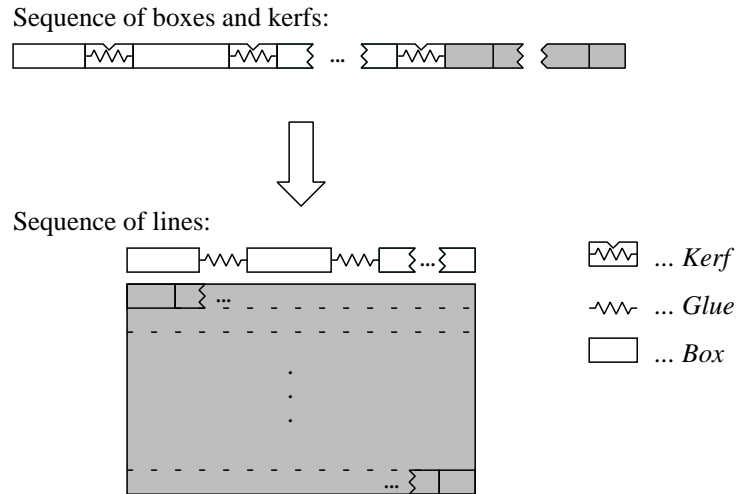 Sequence of boxes and kerfs:
...
Sequence of lines:
...
... Kerf
...
... Glue
... Box
...